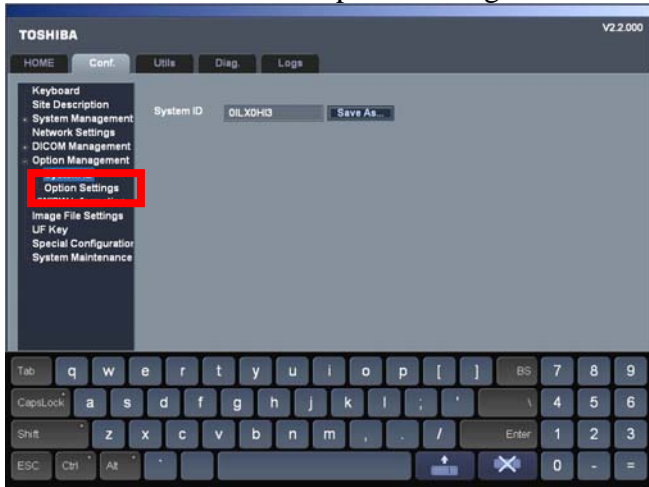 TOSHIBA
V2.2.000
HOME Conf. Utils Diag. Logs
Keyboard
Site Description
System Management
Network Settings
DICOM Management
Option Management
Option Settings
Image File Settings
UF Key
Special Configuration
System Maintenance
System ID 0ILX0HI3 Save As...
Tab q w e r t y u i o p [ ] BS 7 8 9
CapsLock a s d f g h j k l ; ' \ 4 5 6
Shift z x c v b n m , . / Enter 1 2 3
ESC Ctrl Alt ` 0 - =